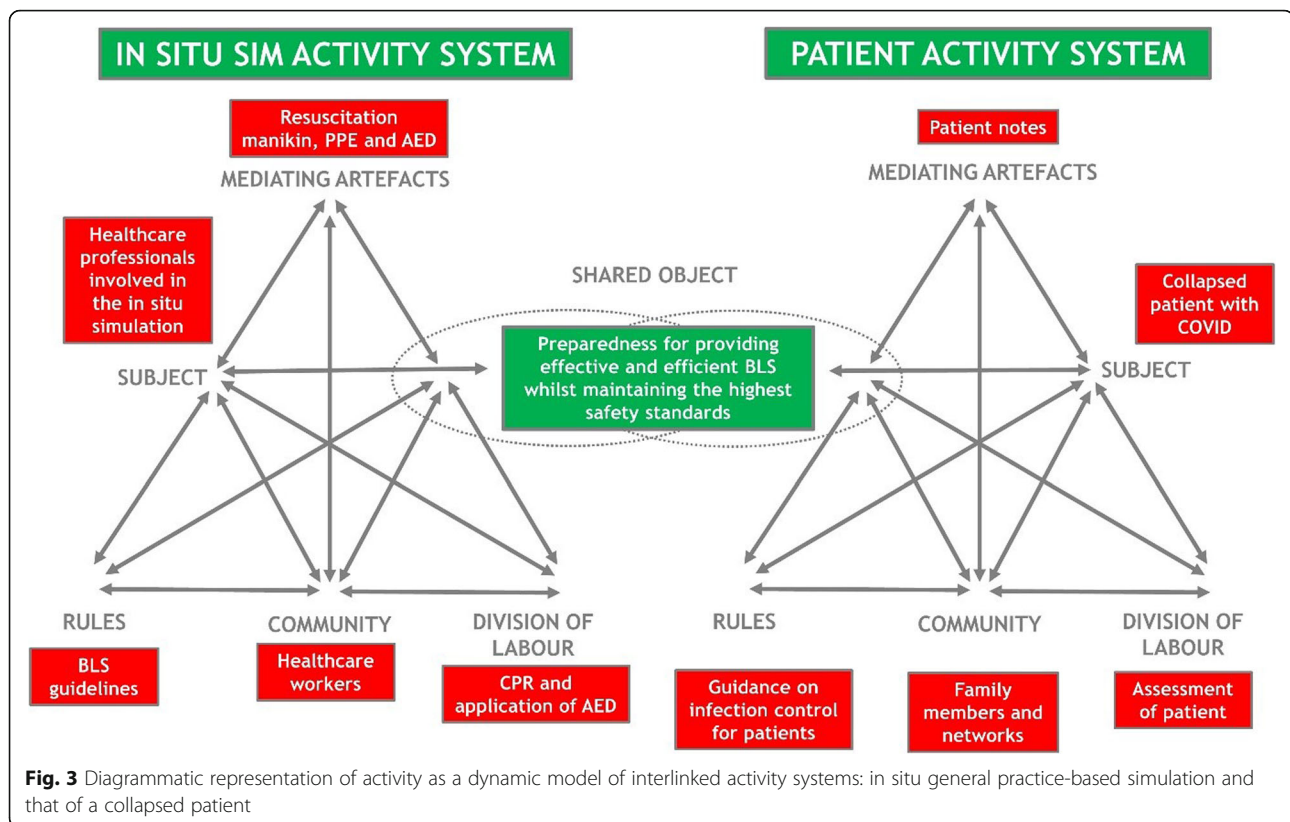 IN SITU SIM ACTIVITY SYSTEM
PATIENT ACTIVITY SYSTEM
Resuscitation
manikin, PPE and AED
MEDIATING ARTEFACTS
Patient notes
MEDIATING ARTEFACTS
Healthcare
professionals
involved in
the in situ
simulation
SUBJECT
SHARED OBJECT
Preparedness for providing
effective and efficient BLS
whilst maintaining the highest
safety standards
Collapsed
patient with
COVID
SUBJECT
RULES
BLS
guidelines
COMMUNITY
Healthcare
workers
DIVISION OF
LABOUR
CPR and
application of AED
RULES
Guidance on
infection control
for patients
COMMUNITY
Family
members and
networks
DIVISION OF
LABOUR
Assessment
of patient
Fig. 3 Diagrammatic representation of activity as a dynamic model of interlinked activity systems: in situ general practice-based simulation and
that of a collapsed patient